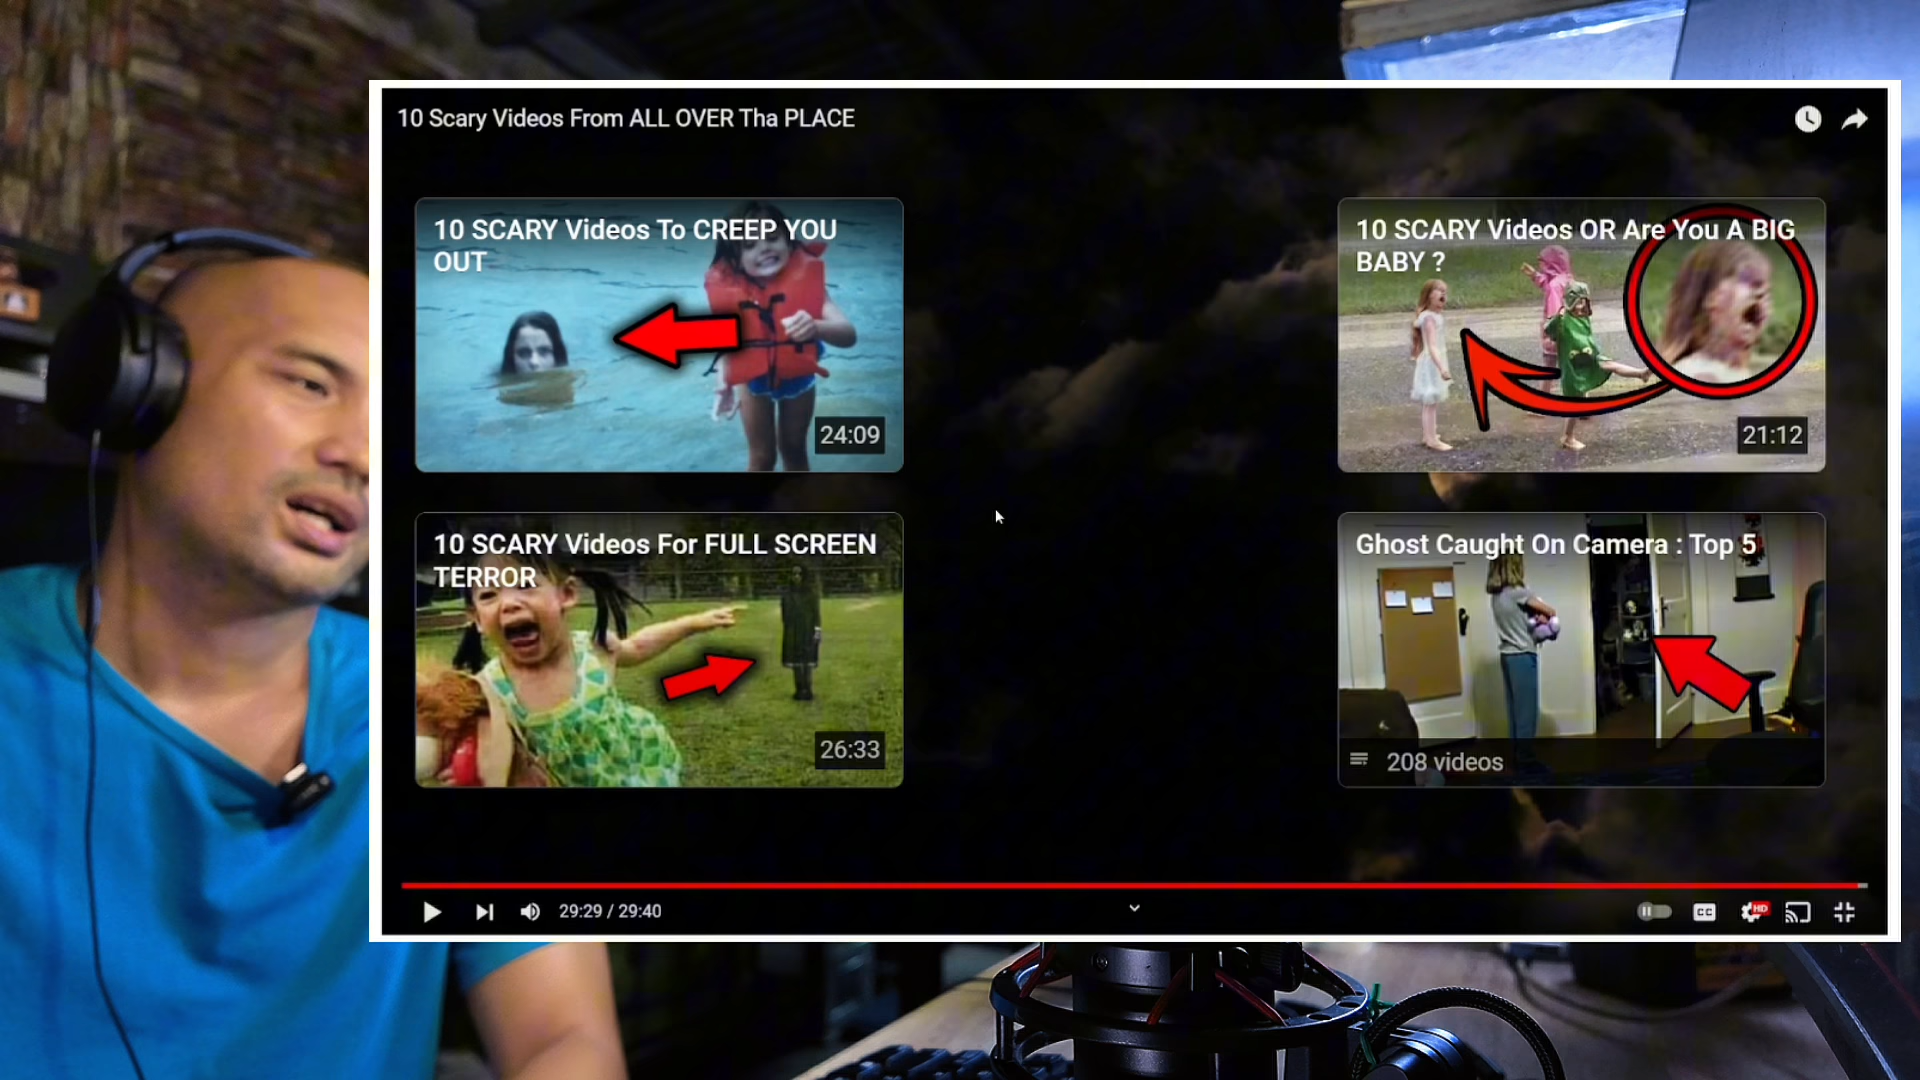 10 Scary Videos From ALL OVER Tha PLACE
10 SCARY Videos To CREEP YOU
OUT
24:09
10 SCARY Videos OR Are You A BIG
BABY ?
21:12
10 SCARY Videos For FULL SCREEN
TERROR
26:33
Ghost Caught On Camera : Top 5
208 videos
29:29 / 29:40
CC
HD